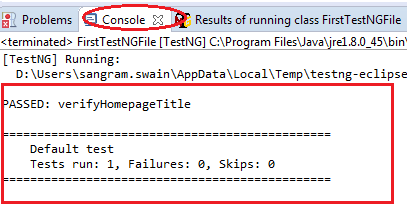 Problems Console Results of running class FirstTestNGFile
<terminated> FirstTestNGFile [TestNG] C:\Program Files\Java\jre1.8.0_45\bin\
[TestNG] Running:
D:\Users\sangram.swain\AppData\Local\Temp\testng-eclipse
PASSED: verifyHomepageTitle
===============================================
Default test
Tests run: 1, Failures: 0, Skips: 0
===============================================